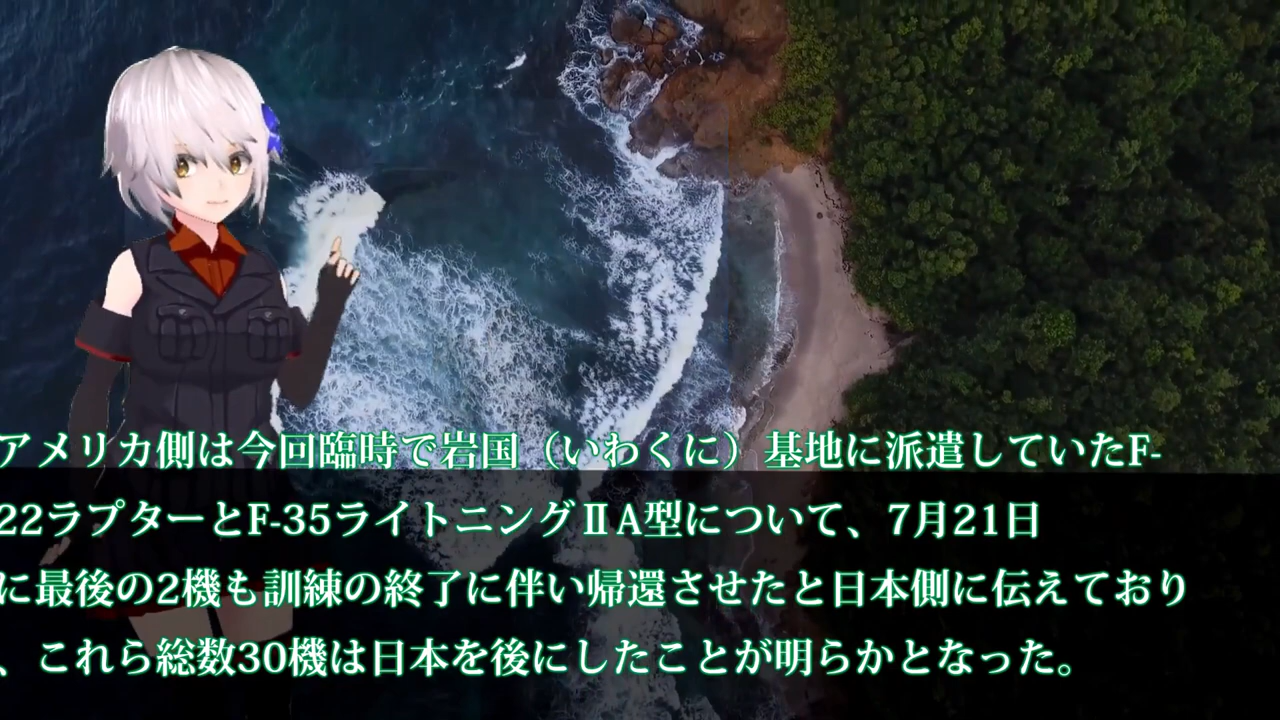 アメリカ側は今回臨時で岩国（いわくに）基地に派遣していたF-
22ラプターとF-35ライトニングⅡA型について、7月21日
に最後の2機も訓練の終了に伴い帰還させたと日本側に伝えており
、これら総数30機は日本を後にしたことが明らかとなった。